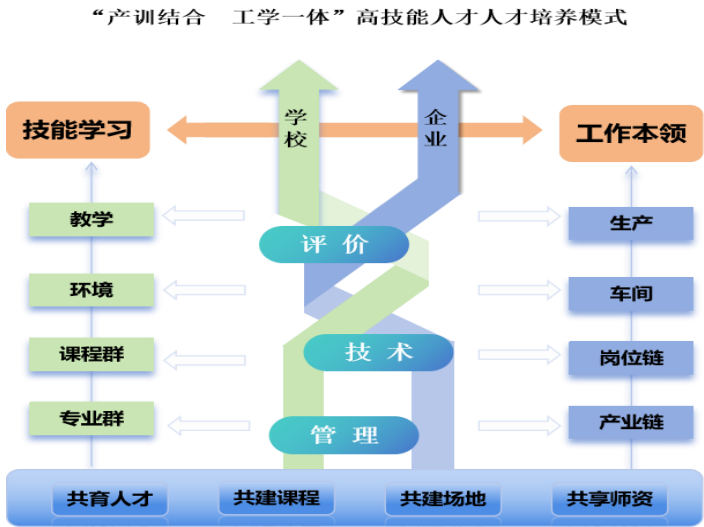 “产训结合 工学一体”高技能人才人才培养模式
学校
企业
技能学习
工作本领
教学
评价
生产
环境
车间
课程群
技术
岗位链
专业群
管理
产业链
共育人才
共建课程
共建场地
共享师资